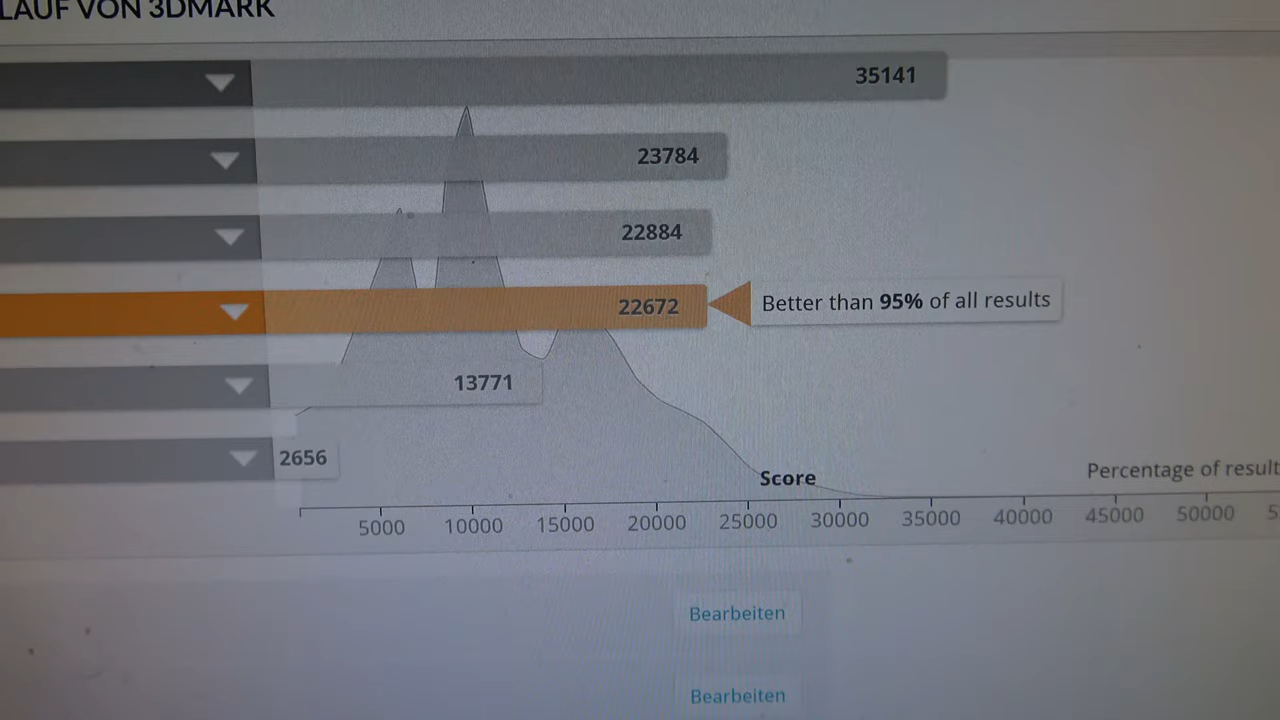 LAUF VON 3DMARK
35141
23784
22884
22672
Better than 95% of all results
13771
2656
Score
Percentage of result
5000 10000 15000 20000 25000 30000 35000 40000 45000 50000
Bearbeiten
Bearbeiten